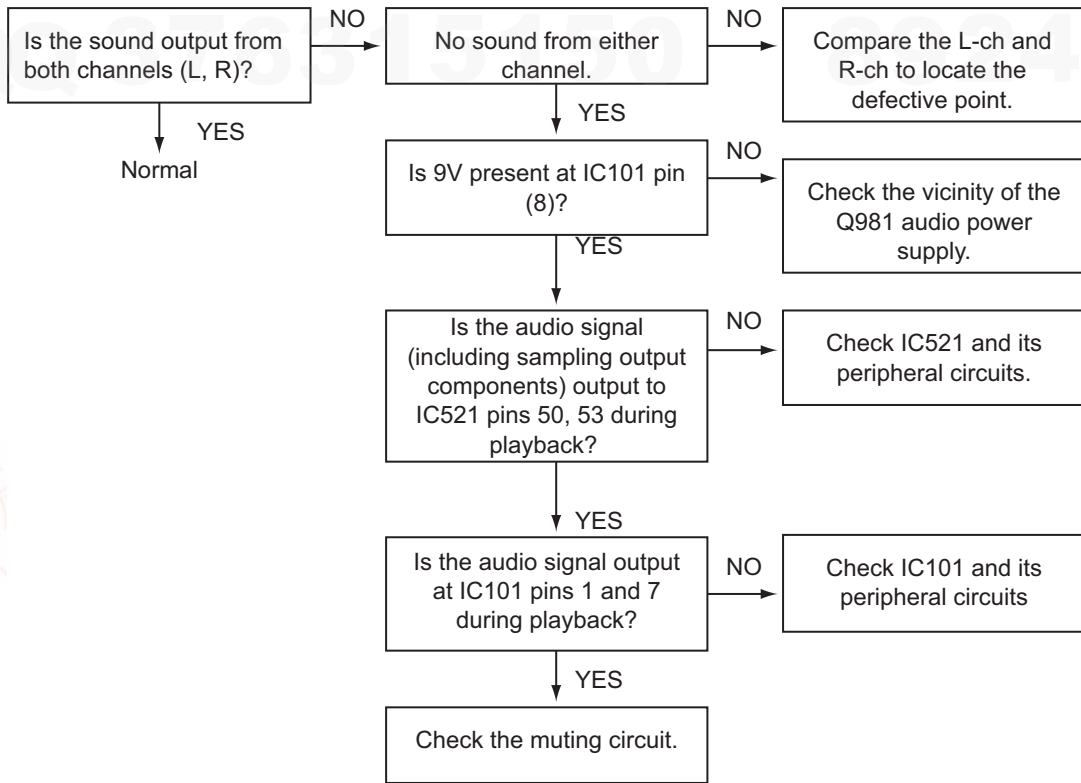 Is the sound output from
both channels (L, R)?
NO
No sound from either
channel.
NO
Compare the L-ch and
R-ch to locate the
defective point.
YES
Normal
YES
Is 9V present at IC101 pin
(8)?
NO
Check the vicinity of the
Q981 audio power
supply.
YES
Is the audio signal
(including sampling output
components) output to
IC521 pins 50, 53 during
playback?
NO
Check IC521 and its
peripheral circuits.
YES
Is the audio signal output
at IC101 pins 1 and 7
during playback?
NO
Check IC101 and its
peripheral circuits
YES
Check the muting circuit.